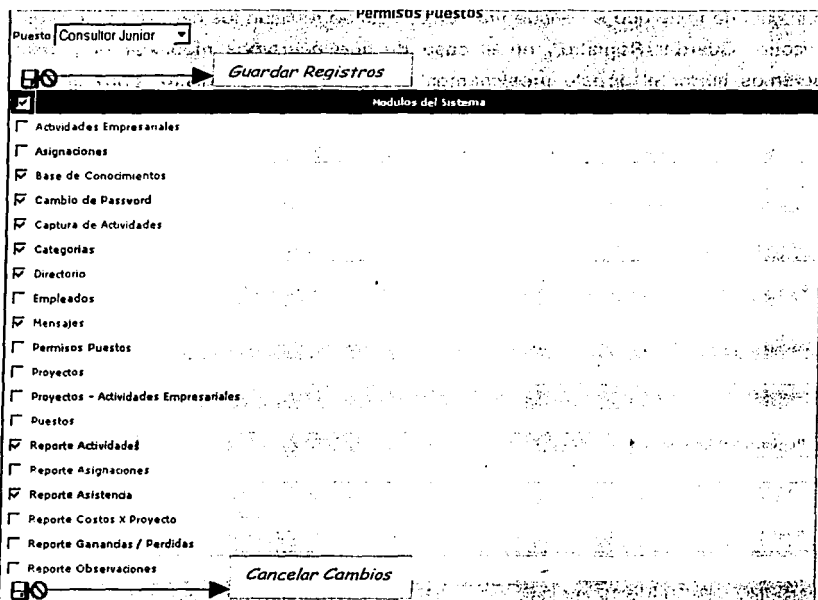 Permisos Puestos
Puesto Consultor Junior
Guardar Registros
Modulos del Sistema
Actividades Empresariales
Asignaciones
Base de Conocimientos
Cambio de Password
Captura de Actividades
Categorias
Directorio
Empleados
Mensajes
Permisos Puestos
Proyectos
Proyectos - Actividades Empresariales
Puestos
Reporte Actividades
Reporte Asignaciones
Reporte Asistencia
Reporte Costos X Proyecto
Reporte Ganancias / Perdidas
Reporte Observaciones
Cancelar Cambios